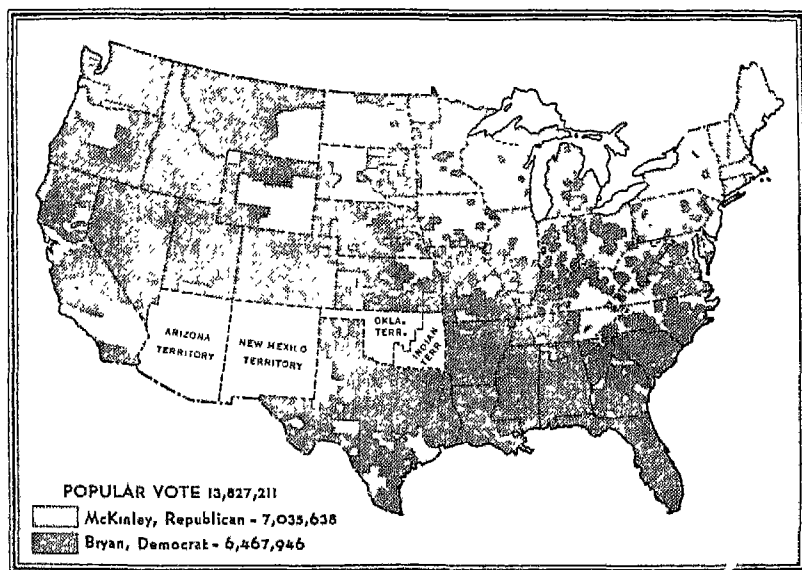 OKLA.
TERR.
INDIAN
TERR
ARIZONA
TERRITORY
NEW MEXICO
TERRITORY
POPULAR VOTE 13,827,211
McKinley, Republican - 7,035,638
Bryan, Democrat - 6,467,946